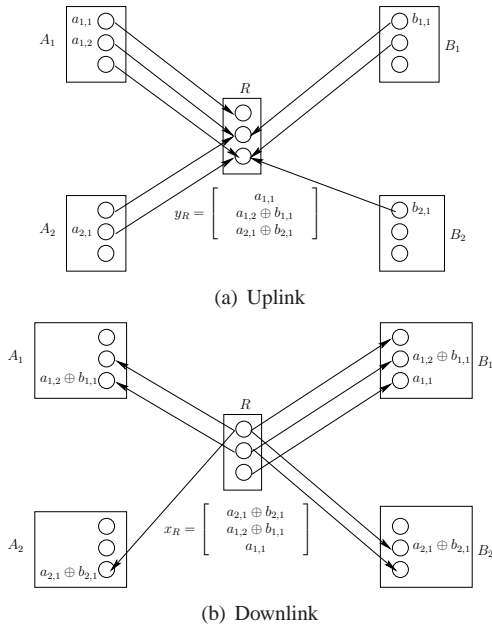 A₁ a₁,₁ b₁,₁ B₁
a₁,₂
R
A₂ a₂,₁ b₂,₁ B₂
y_R = [ a₁,₁
a₁,₂ ⊕ b₁,₁
a₂,₁ ⊕ b₂,₁ ]
(a) Uplink
A₁ a₁,₂ ⊕ b₁,₁ B₁
a₁,₂ ⊕ b₁,₁ a₁,₁
R
x_R = [ a₂,₁ ⊕ b₂,₁
a₁,₂ ⊕ b₁,₁
a₁,₁ ]
A₂ a₂,₁ ⊕ b₂,₁ B₂
a₂,₁ ⊕ b₂,₁
(b) Downlink